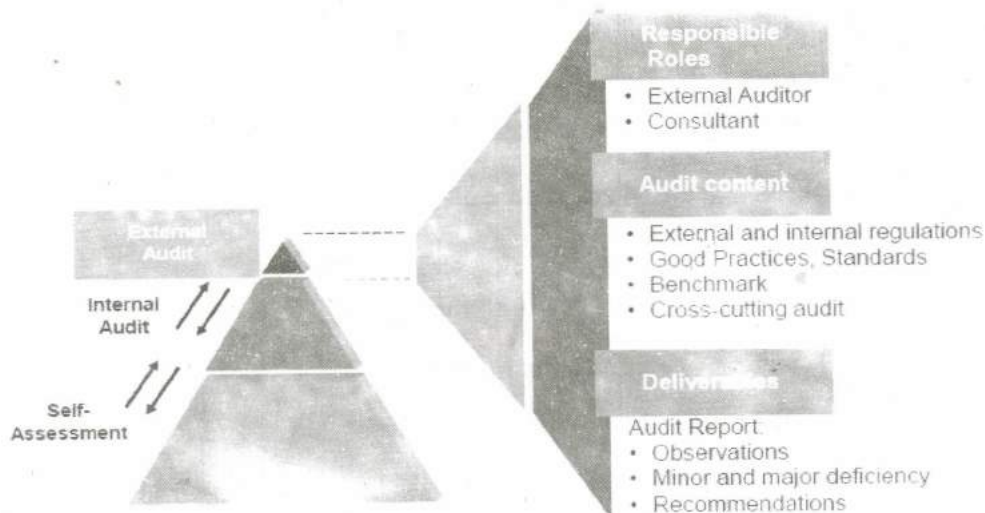 External
Audit
Internal
Audit
Self-
Assessment
Responsible
Roles
• External Auditor
• Consultant
Audit content
• External and internal regulations
• Good Practices, Standards
• Benchmark
• Cross-cutting audit
Deliverables
Audit Report:
• Observations
• Minor and major deficiency
• Recommendations